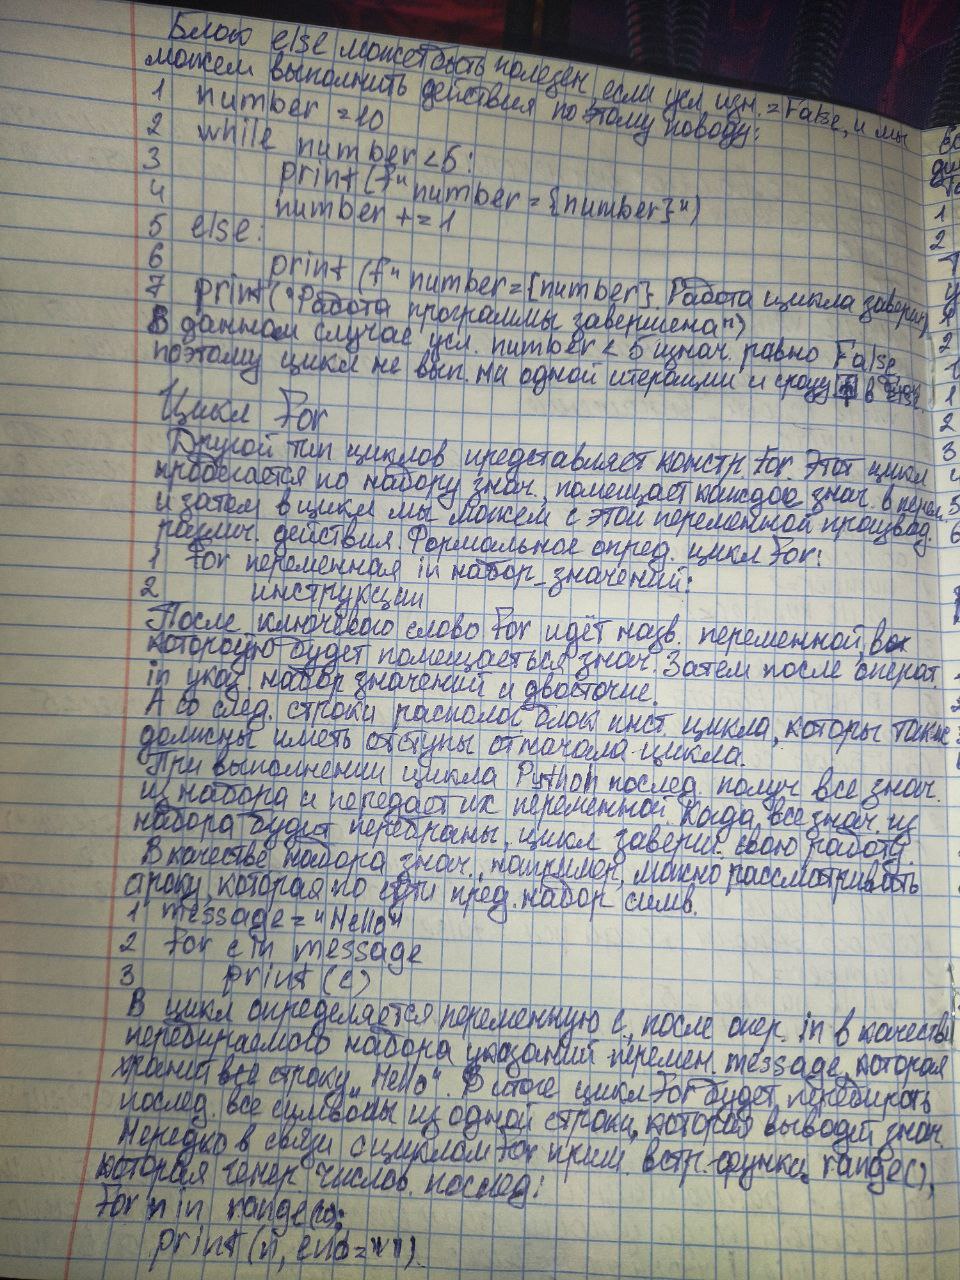 Блок else может быть полезен, если усл. изн. = False, и мы
можем выполнить действия по этому поводу:
1 number = 10
2 while number < 5:
3 print(f"number = {number}")
4 number += 1
5 else:
6 print(f"number = {number} Работа цикла заверш")
7 print("Работа программы завершена")
В данном случае усл. number < 5 изнач. равно False,
поэтому цикл не вып. ни одной итерации и сразу в else.
Цикл For
Другой тип циклов представляет констр. For. Этот цикл
пробегается по набору знач., помещает каждое знач. в перем.
и затем в цикле мы можем с этой переменной производ.
различ. действия. Формальное опред. цикл For:
1 For переменная in набор_значений:
2 инструкции
После ключевого слово For идёт назв. переменной, в
которую будет помещаеться знач. Затем после оперот.
in указ. набор значений и двоеточие.
А со след. строки располог блок инст. цикла, которы также
должны иметь отступы от начала цикла.
При выполнении цикла Python послед. получ все знач.
из набора и передаёт их переменной. Когда все знач. из
набора будут перебраны, цикл заверш. свою работу.
В качестве набора знач., например, можно рассмотривать
строку, которая по сути пред. набор симв.
1 message = "Hello"
2 For c in message
3 print(c)
В цикл определяется переменную c, после опер. in в качестве
перебираемого набора указаний перемен. message, которая
хранит все строку "Hello". В итоге цикл For будет перебирать
послед. все символы из одной строки, которая выводит знач.
Нередко в связи с циклом For прим. встр. функц. range(),
которая генер. числов. послед:
For n in range(10):
print(n, end=" ").